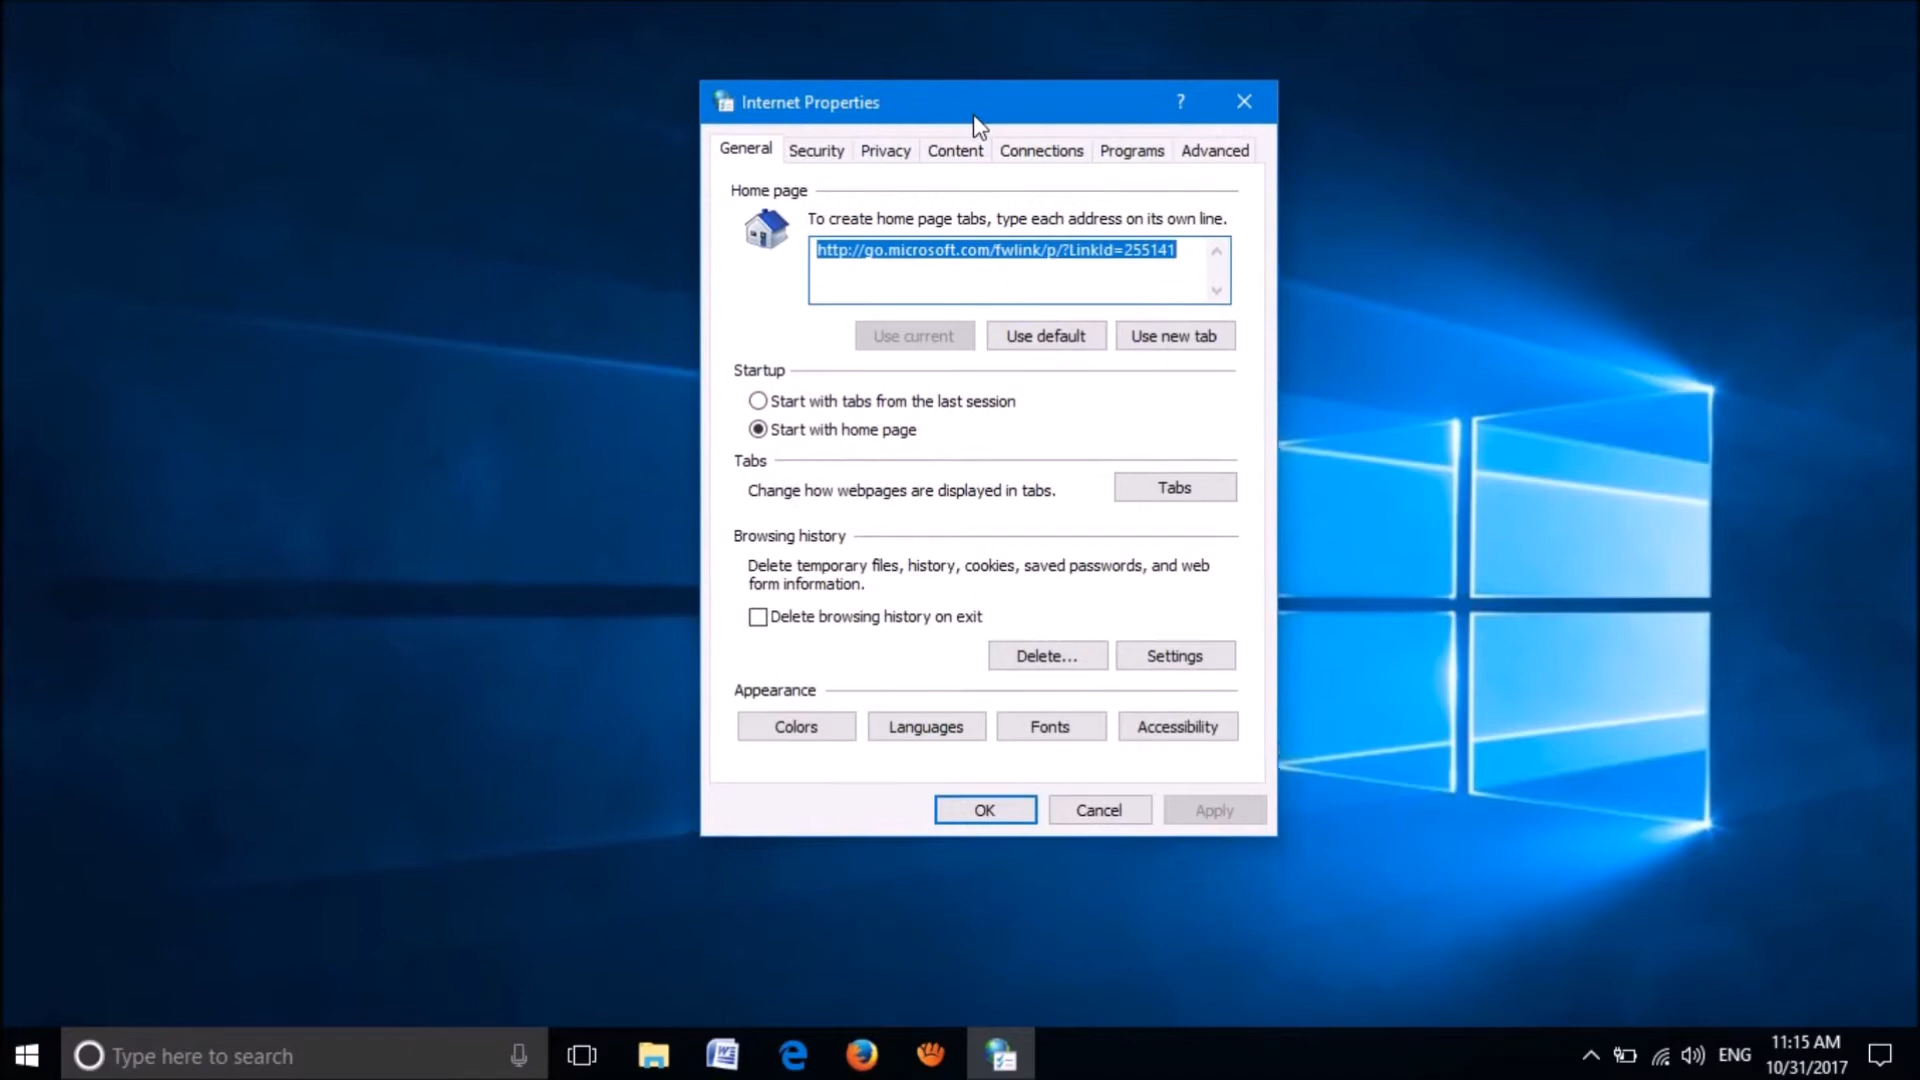 Internet Properties
?
General Security Privacy Content Connections Programs Advanced
Home page
To create home page tabs, type each address on its own line.
http://go.microsoft.com/fwlink/p/?LinkId=255141
Use current Use default Use new tab
Startup
Start with tabs from the last session
Start with home page
Tabs
Change how webpages are displayed in tabs.
Tabs
Browsing history
Delete temporary files, history, cookies, saved passwords, and web
form information.
Delete browsing history on exit
Delete... Settings
Appearance
Colors Languages Fonts Accessibility
OK Cancel Apply
Type here to search
ENG
11:15 AM
10/31/2017